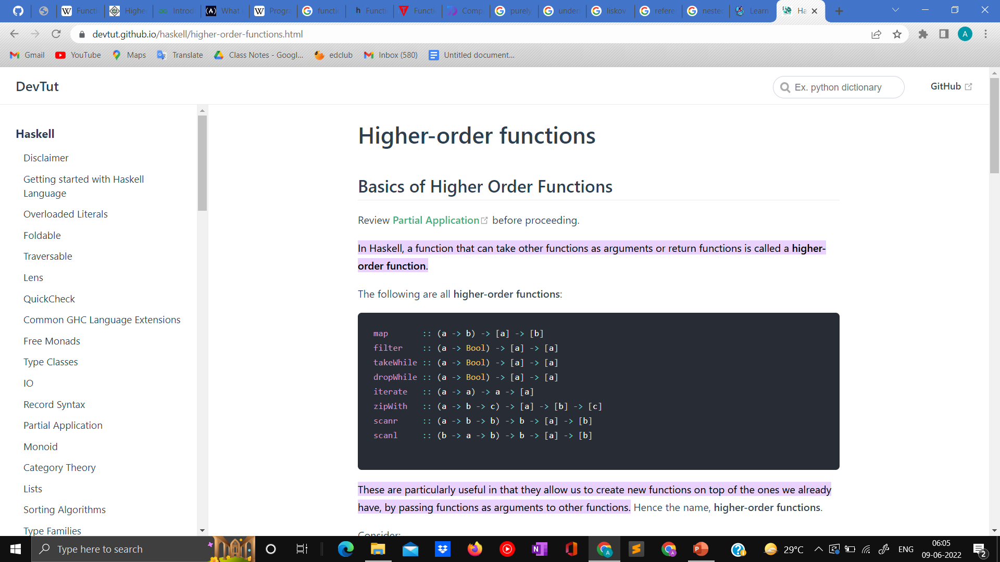 Functi
Highe
Introd
What
Progra
functio
Functi
Functi
Comp
purely
under
liskov
refere
nested
Learn
Ha
devtut.github.io/haskell/higher-order-functions.html
A
Gmail
YouTube
Maps
Translate
Class Notes - Googl...
edclub
Inbox (580)
Untitled document...
DevTut
Ex. python dictionary
GitHub
Haskell
Disclaimer
Getting started with Haskell
Language
Overloaded Literals
Foldable
Traversable
Lens
QuickCheck
Common GHC Language Extensions
Free Monads
Type Classes
IO
Record Syntax
Partial Application
Monoid
Category Theory
Lists
Sorting Algorithms
Type Families
Higher-order functions
Basics of Higher Order Functions
Review Partial Application before proceeding.
In Haskell, a function that can take other functions as arguments or return functions is called a higher-
order function.
The following are all higher-order functions:
map :: (a -> b) -> [a] -> [b]
filter :: (a -> Bool) -> [a] -> [a]
takeWhile :: (a -> Bool) -> [a] -> [a]
dropWhile :: (a -> Bool) -> [a] -> [a]
iterate :: (a -> a) -> a -> [a]
zipWith :: (a -> b -> c) -> [a] -> [b] -> [c]
scanr :: (a -> b -> b) -> b -> [a] -> [b]
scanl :: (b -> a -> b) -> b -> [a] -> [b]
These are particularly useful in that they allow us to create new functions on top of the ones we already
have, by passing functions as arguments to other functions. Hence the name, higher-order functions.
Consider:
Type here to search
29°C
ENG
06:05
09-06-2022
2